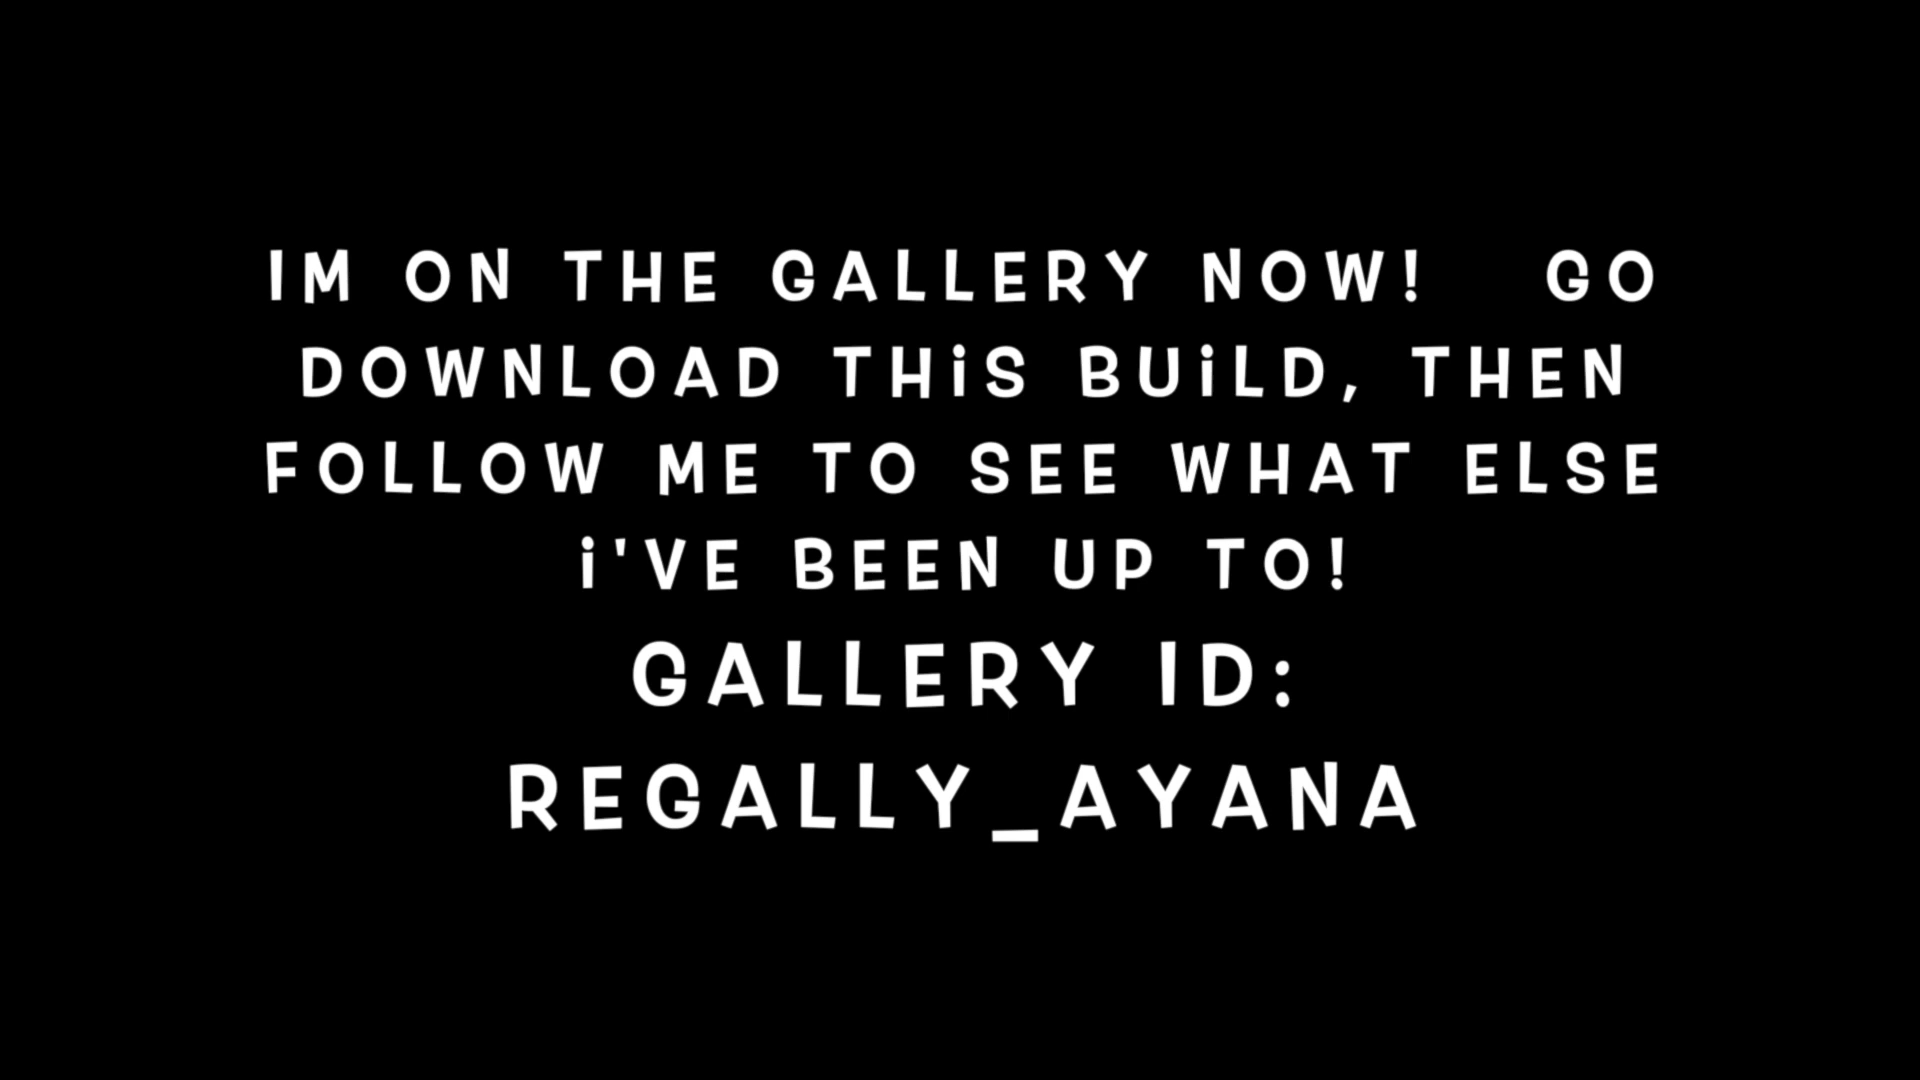 IM ON THE GALLERY NOW! GO
DOWNLOAD THiS BUiLD, THEN
FOLLOW ME TO SEE WHAT ELSE
i'VE BEEN UP TO!
GALLERY ID:
REGALLY_AYANA